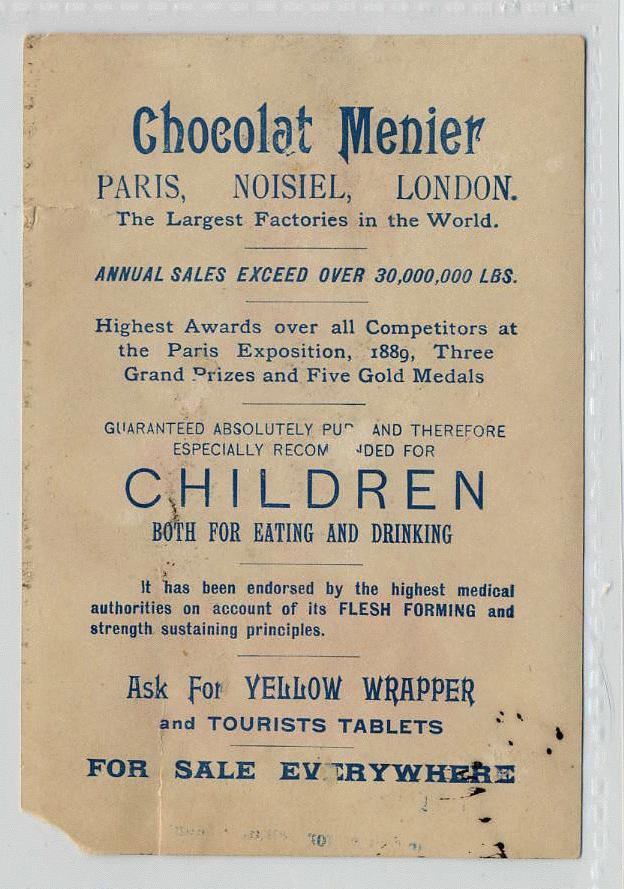 Chocolat Menier
PARIS, NOISIEL, LONDON.
The Largest Factories in the World.
ANNUAL SALES EXCEED OVER 30,000,000 LBS.
Highest Awards over all Competitors at
the Paris Exposition, 1889, Three
Grand Prizes and Five Gold Medals
GUARANTEED ABSOLUTELY AND THEREFORE
ESPECIALLY FOR
CHILDREN
BOTH FOR EATING AND DRINKING
It has been endorsed by the highest medical
authorities on account of its FLESH FORMING and
strength sustaining principles.
Ask For YELLOW WRAPPER
and TOURISTS TABLETS
FOR SALE EVERYWHERE